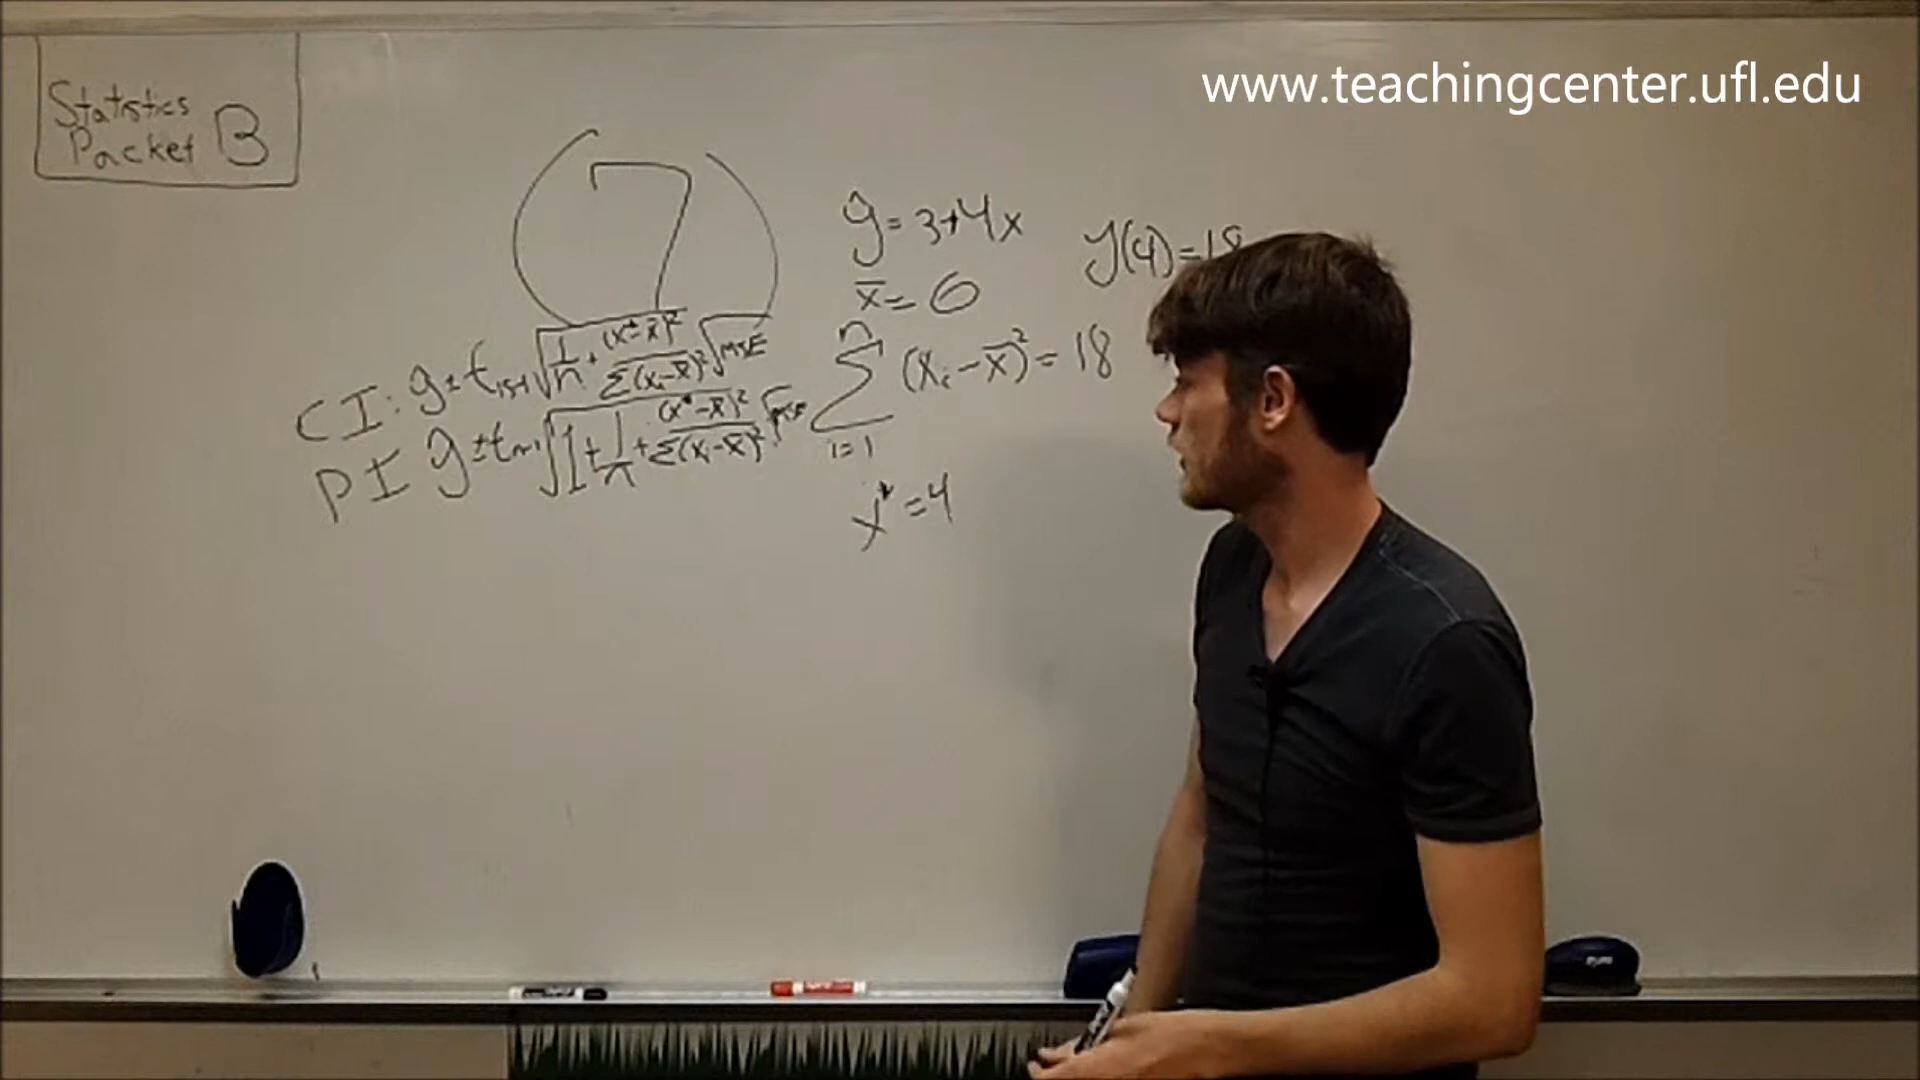 www.teachingcenter.ufl.edu
Statistics
Packet B
7
ŷ = 3+4x
y(4)=18
x̄ = 6
n
Σ (xᵢ - x̄)² = 18
i=1
x* = 4
CI: ŷ ± t √(1/n + (x* - x̄)²/Σ(xᵢ - x̄)²) √MSE
PI ŷ ± t √(1 + 1/n + (x* - x̄)²/Σ(xᵢ - x̄)²) √MSE